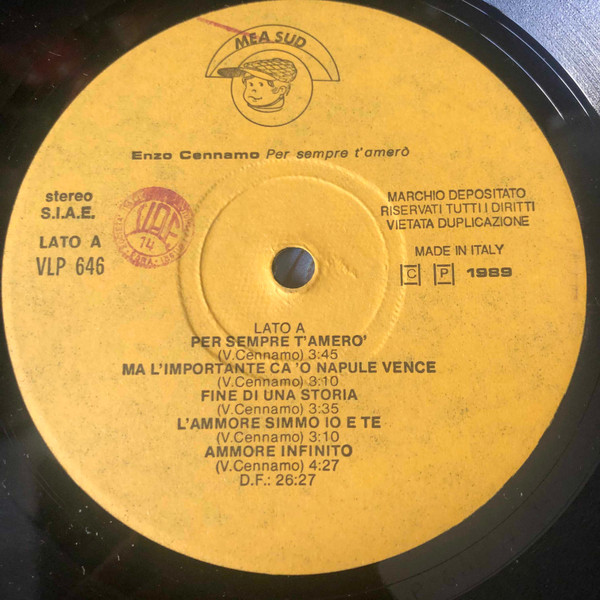 MEA SUD
Enzo Cennamo Per sempre t'amerò
stereo
S.I.A.E.
LATO A
VLP 646
SIAE
74
MARCHIO DEPOSITATO
RISERVATI TUTTI I DIRITTI
VIETATA DUPLICAZIONE
MADE IN ITALY
C P 1989
LATO A
PER SEMPRE T'AMERO'
(V.Cennamo) 3:45
MA L'IMPORTANTE CA 'O NAPULE VENCE
(V.Cennamo) 3:10
FINE DI UNA STORIA
(V.Cennamo) 3:35
L'AMMORE SIMMO IO E TE
(V.Cennamo) 3:10
AMMORE INFINITO
(V.Cennamo) 4:27
D.F.: 26:27